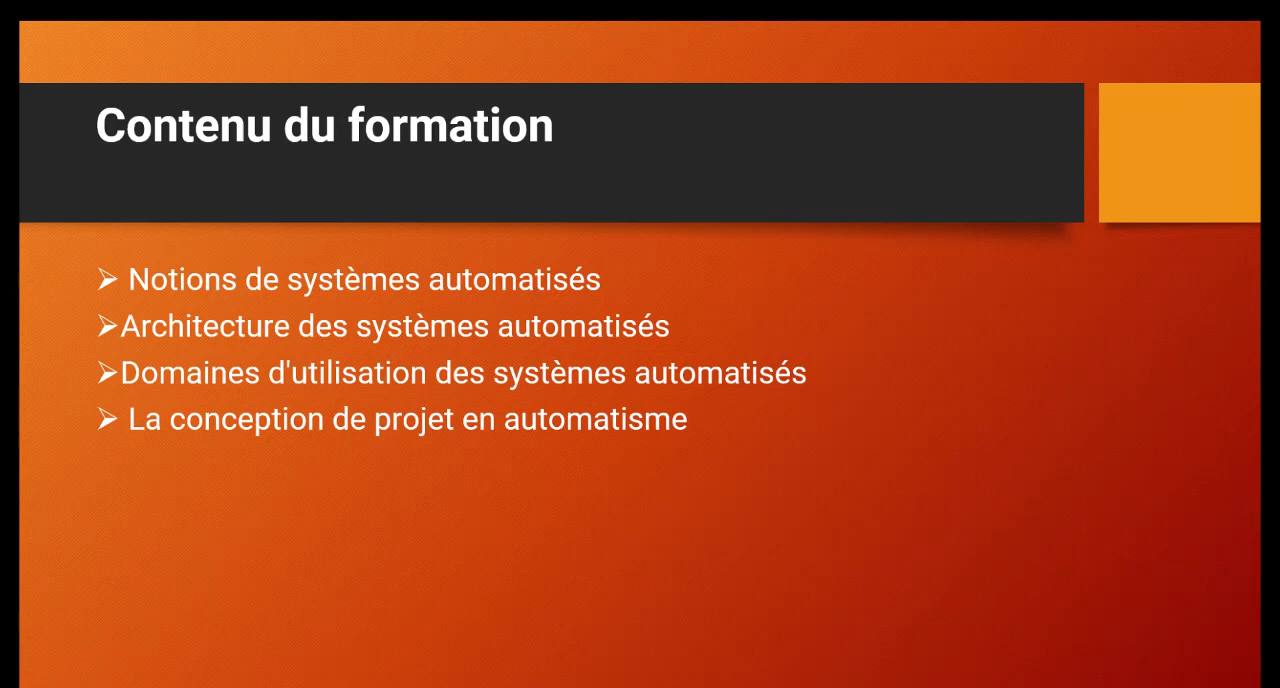 Contenu du formation
➢ Notions de systèmes automatisés
➢Architecture des systèmes automatisés
➢Domaines d'utilisation des systèmes automatisés
➢ La conception de projet en automatisme